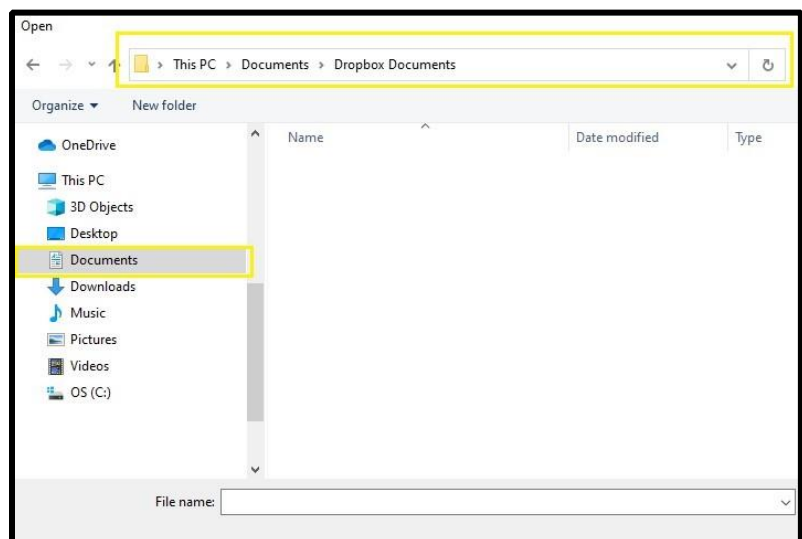 Open
This PC › Documents › Dropbox Documents
Organize New folder
Name Date modified Type
OneDrive
This PC
3D Objects
Desktop
Documents
Downloads
Music
Pictures
Videos
OS (C:)
File name: